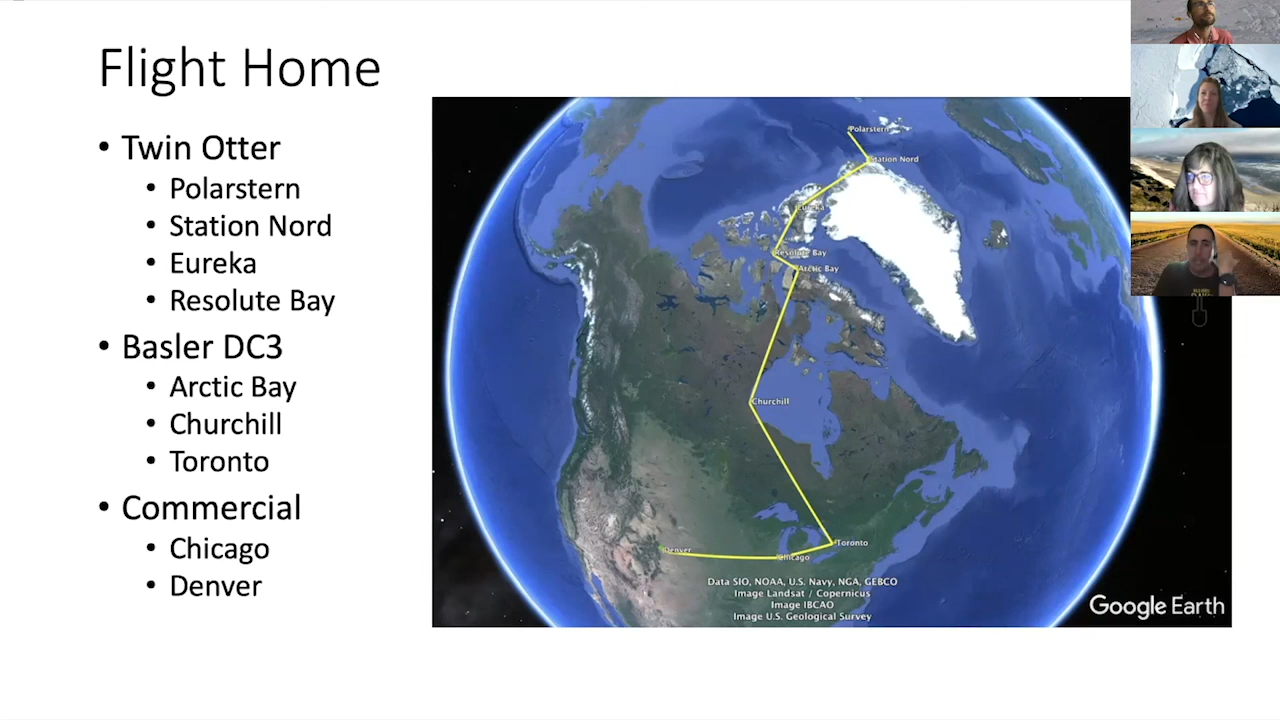 Flight Home
• Twin Otter
• Polarstern
• Station Nord
• Eureka
• Resolute Bay
• Basler DC3
• Arctic Bay
• Churchill
• Toronto
• Commercial
• Chicago
• Denver
Polarstern
Station Nord
Eureka
Resolute Bay
Arctic Bay
Churchill
Toronto
Denver
Chicago
Data SIO, NOAA, U.S. Navy, NGA, GEBCO
Image Landsat / Copernicus
Image IBCAO
Image U.S. Geological Survey
Google Earth